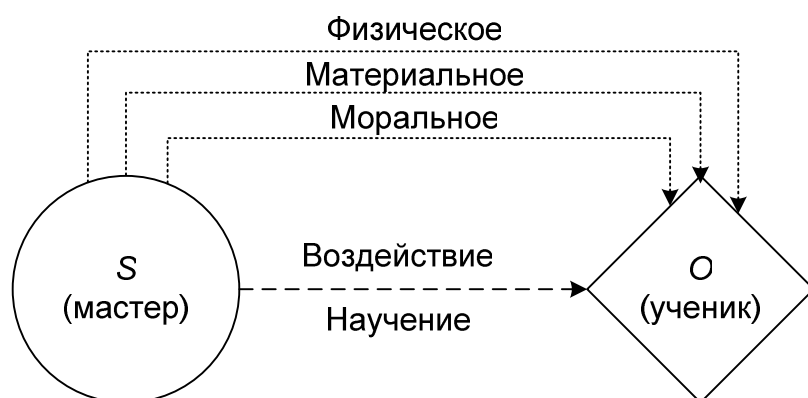 Физическое
Материальное
Моральное
Воздействие
S
(мастер)
O
(ученик)
Научение